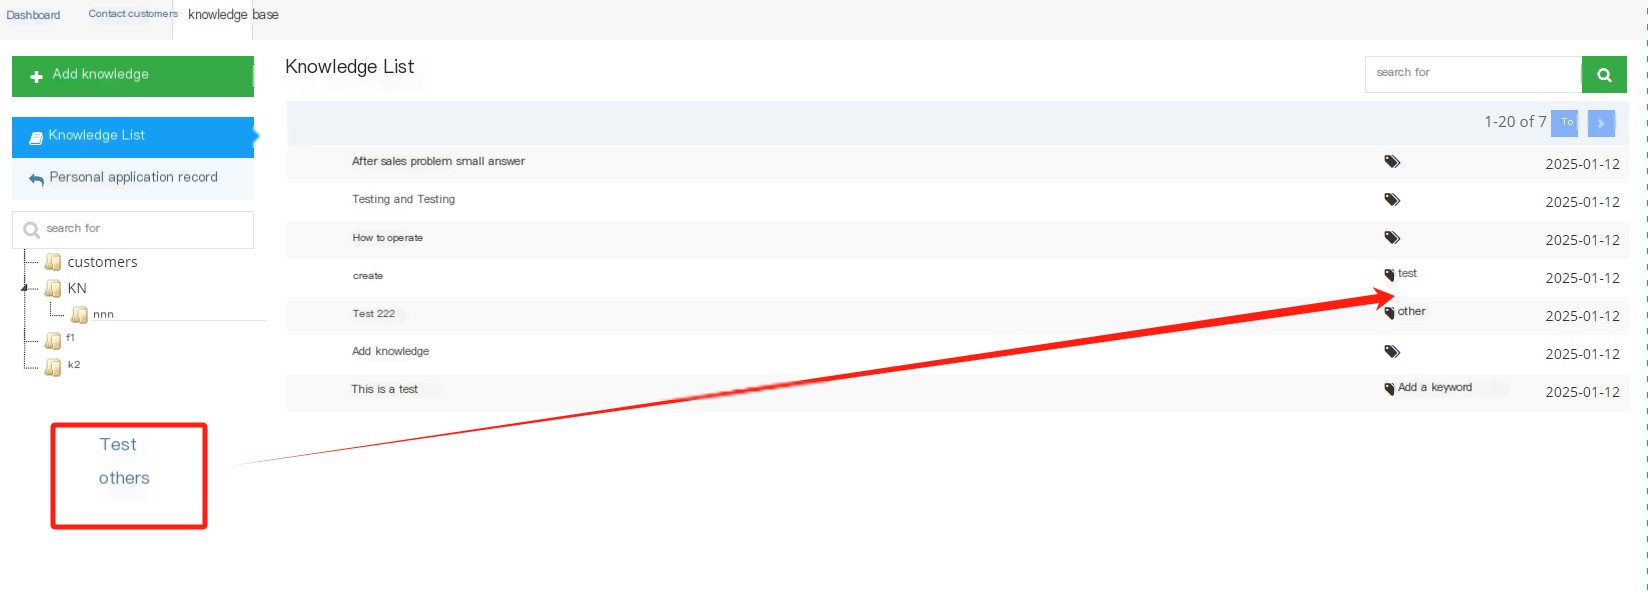 Dashboard Contact customers knowledge base
Add knowledge
Knowledge List
Personal application record
search for
customers
KN
nnn
f1
k2
Test
others
Knowledge List
search for
1-20 of 7 To
After sales problem small answer 2025-01-12
Testing and Testing 2025-01-12
How to operate 2025-01-12
create test 2025-01-12
Test 222 other 2025-01-12
Add knowledge 2025-01-12
This is a test Add a keyword 2025-01-12